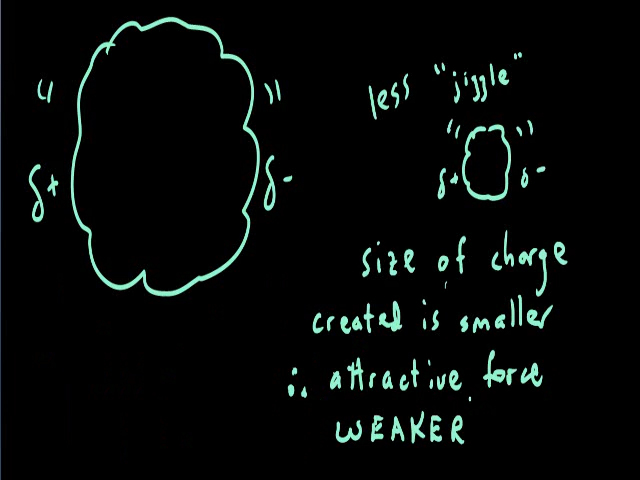 " "
δ+ δ-
less "jiggle"
" "
δ+ δ-
size of charge
created is smaller
∴ attractive force
WEAKER